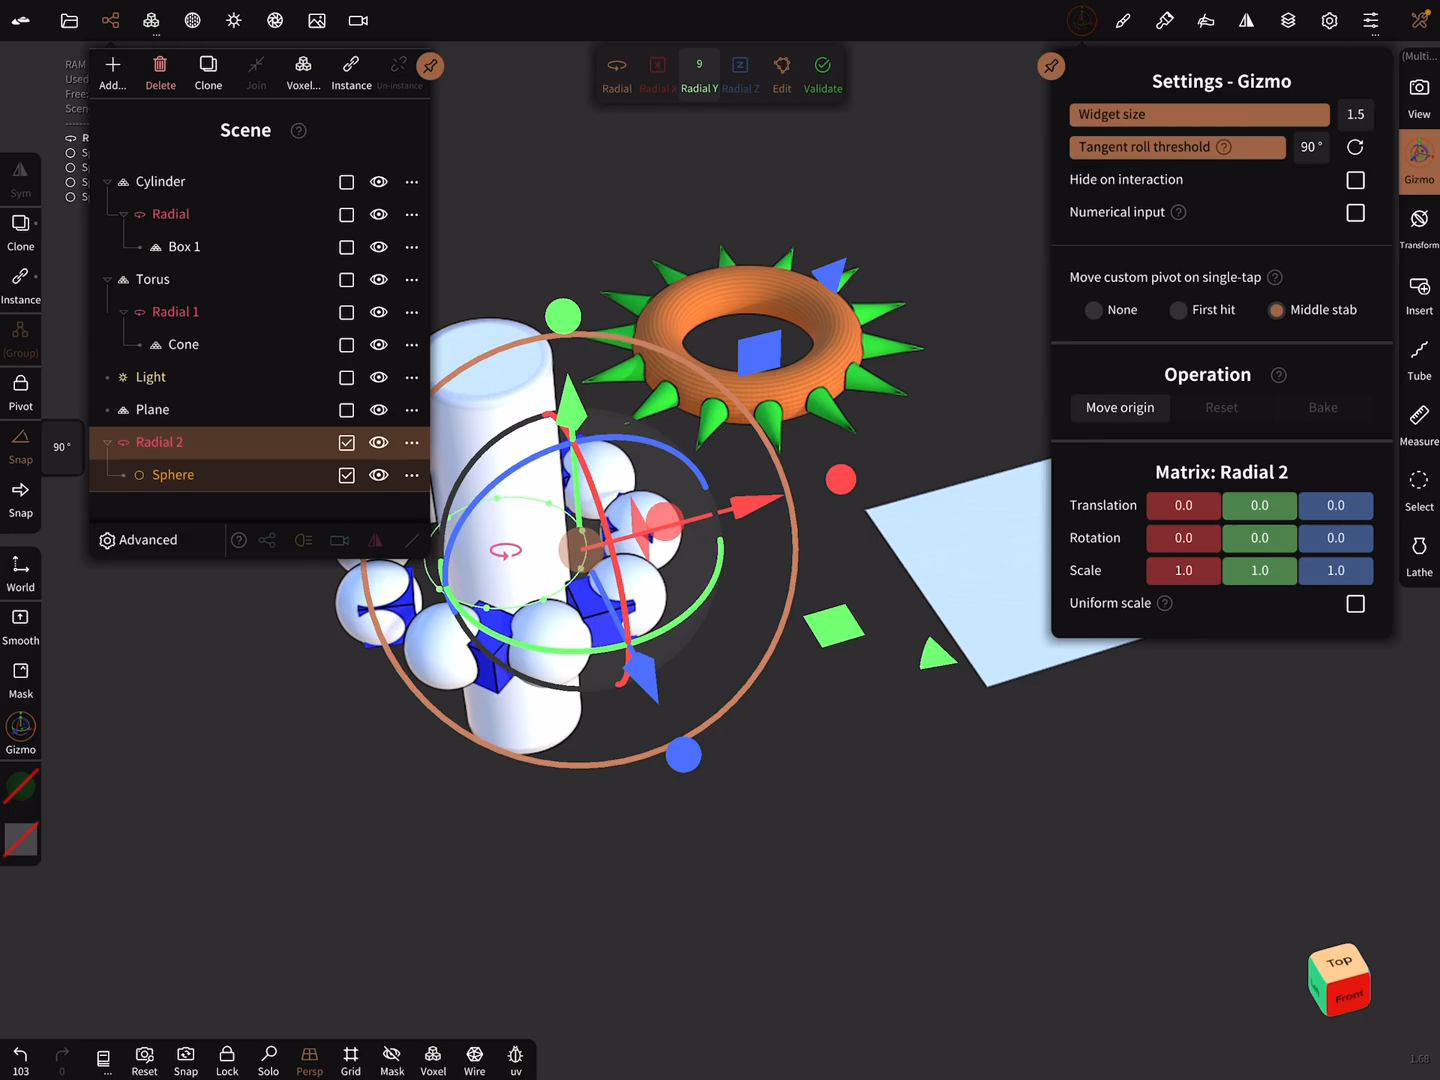 RAM
Used
Free
Scen
R
S
S
S
S
Add...
Delete
Clone
Join
Voxel...
Instance
Un-instance
Scene
?
Cylinder
...
Radial
...
Box 1
...
Torus
...
Radial 1
...
Cone
...
Light
...
Plane
...
Radial 2
...
Sphere
...
Advanced
?
Sym
Clone
Instance
(Group)
Pivot
Snap
90 °
Snap
World
Smooth
Mask
Gizmo
Radial
Radial X
9
Radial Y
Radial Z
Edit
Validate
Settings - Gizmo
Widget size
1.5
Tangent roll threshold ?
90 °
Hide on interaction
Numerical input ?
Move custom pivot on single-tap ?
None
First hit
Middle stab
Operation ?
Move origin
Reset
Bake
Matrix: Radial 2
Translation 0.0 0.0 0.0
Rotation 0.0 0.0 0.0
Scale 1.0 1.0 1.0
Uniform scale ?
(Multi...
View
Gizmo
Transform
Insert
Tube
Measure
Select
Lathe
Top
Front
103
0
...
Reset
Snap
Lock
Solo
Persp
Grid
Mask
Voxel
Wire
uv
1.68